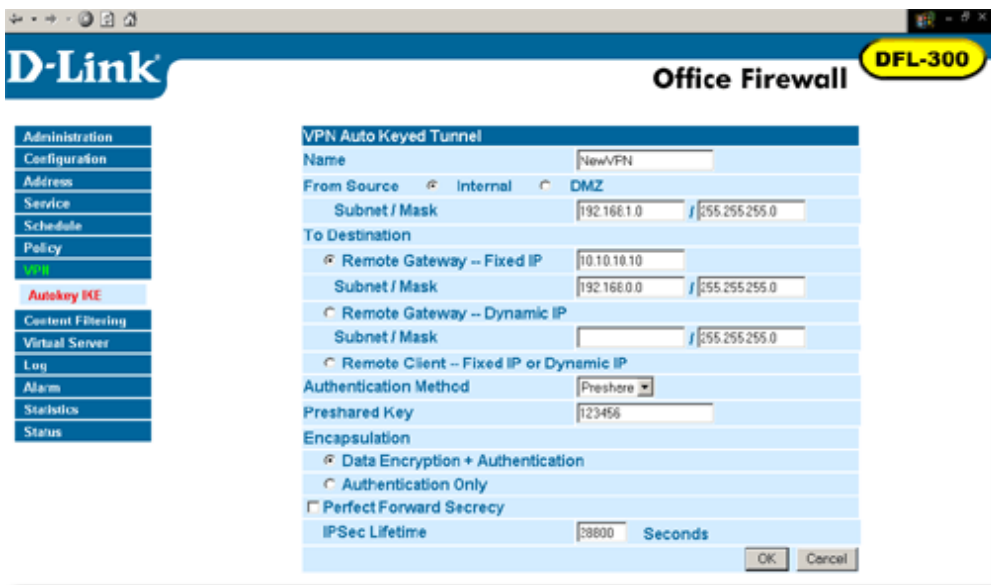 D-Link
Office Firewall
DFL-300
Administration
Configuration
Address
Service
Schedule
Policy
VPN
Autokey IKE
Content Filtering
Virtual Server
Log
Alarm
Statistics
Status
VPN Auto Keyed Tunnel
Name NewVPN
From Source Internal DMZ
Subnet / Mask 192.168.1.0 / 255.255.255.0
To Destination
Remote Gateway -- Fixed IP 10.10.10.10
Subnet / Mask 192.168.0.0 / 255.255.255.0
Remote Gateway -- Dynamic IP
Subnet / Mask / 255.255.255.0
Remote Client -- Fixed IP or Dynamic IP
Authentication Method Preshare
Preshared Key 123456
Encapsulation
Data Encryption + Authentication
Authentication Only
Perfect Forward Secrecy
IPSec Lifetime 28800 Seconds
OK Cancel